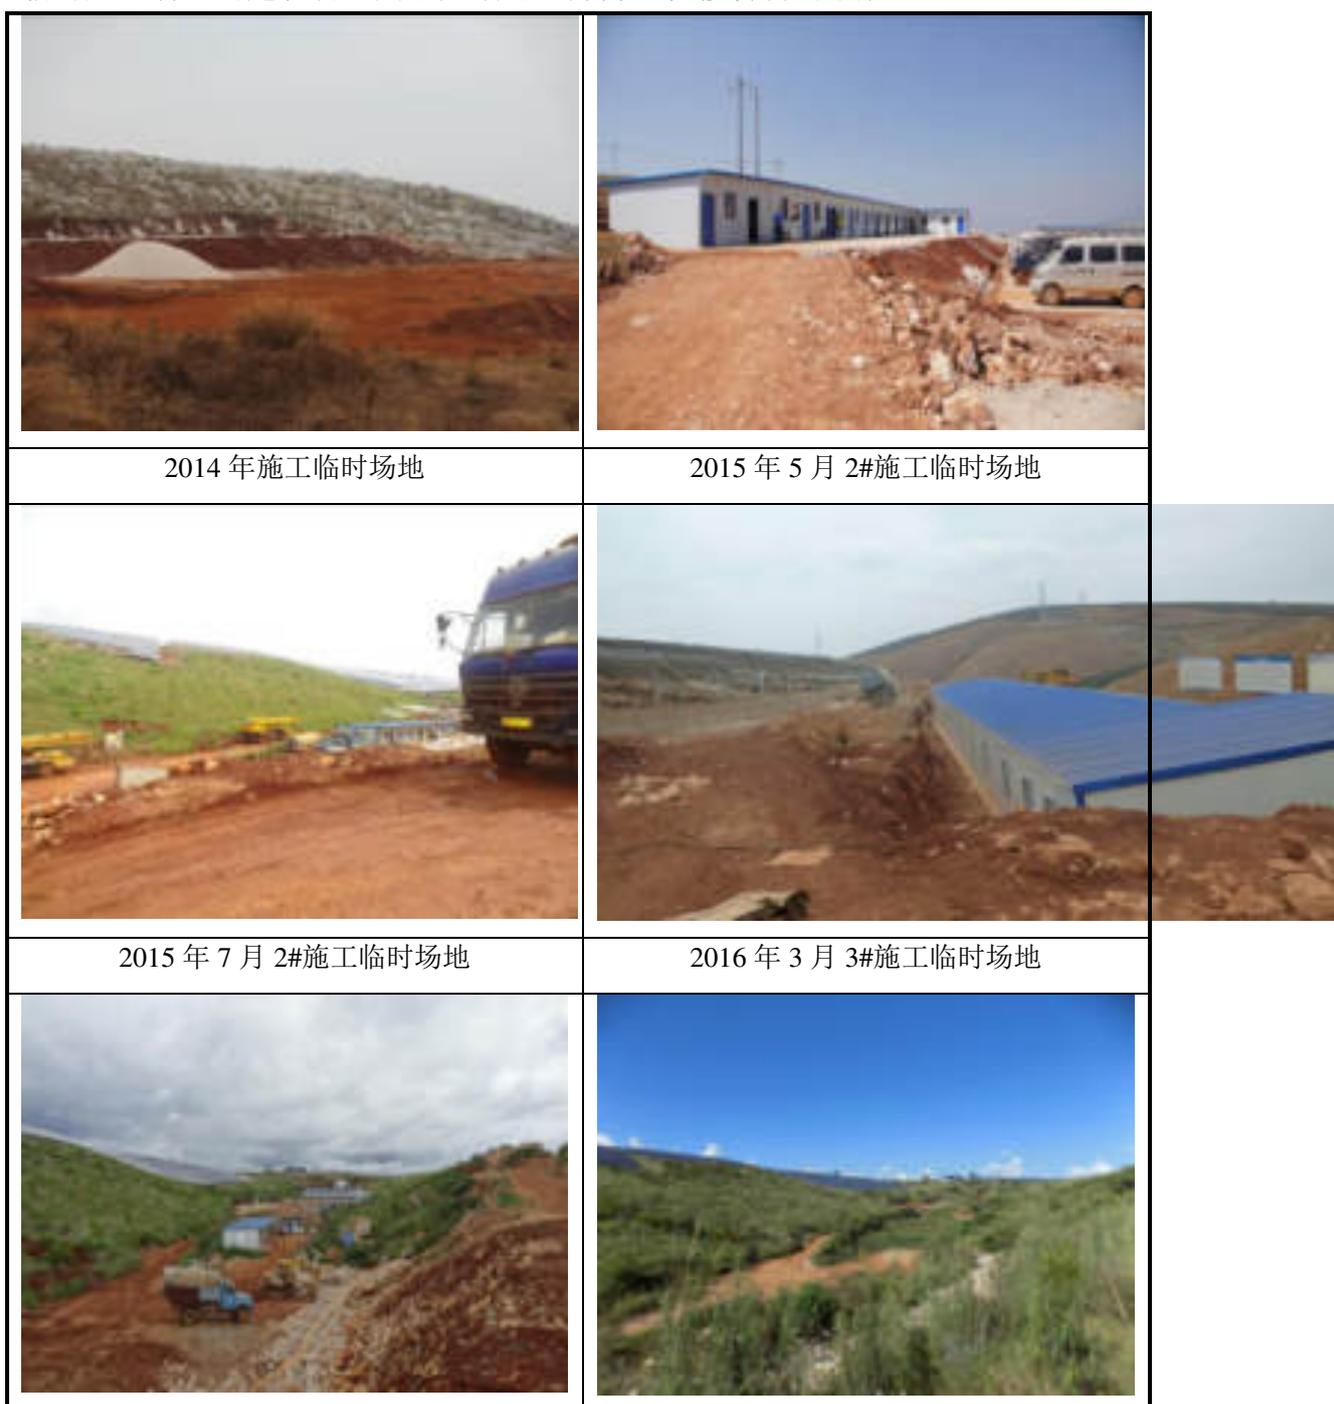 2014 年施工临时场地
2015 年 5 月 2#施工临时场地
2015 年 7 月 2#施工临时场地
2016 年 3 月 3#施工临时场地